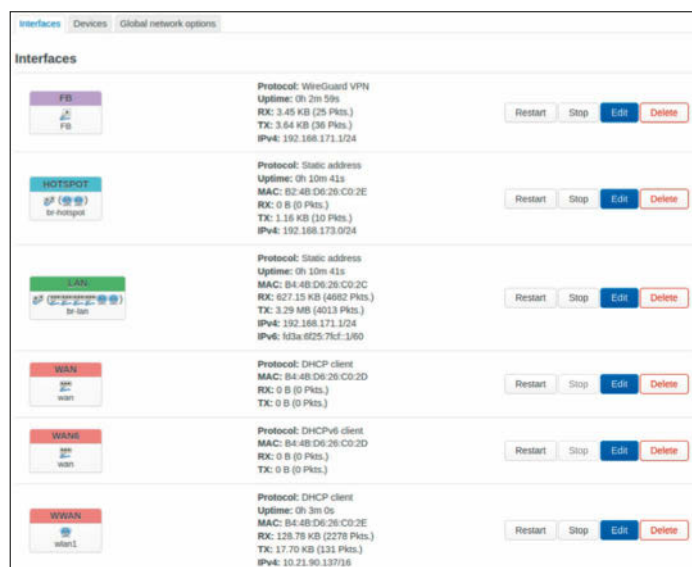 Interfaces Devices Global network options
Interfaces
FB
FB
Protocol: WireGuard VPN
Uptime: 0h 2m 59s
RX: 3.45 KB (25 Pkts.)
TX: 3.64 KB (36 Pkts.)
IPv4: 192.168.171.1/24
Restart Stop Edit Delete
HOTSPOT
br-hotspot
Protocol: Static address
Uptime: 0h 10m 41s
MAC: B2:4B:D6:26:C0:2E
RX: 0 B (0 Pkts.)
TX: 1.16 KB (10 Pkts.)
IPv4: 192.168.173.0/24
Restart Stop Edit Delete
LAN
br-lan
Protocol: Static address
Uptime: 0h 10m 41s
MAC: B4:4B:D6:26:C0:2C
RX: 627.15 KB (4682 Pkts.)
TX: 3.29 MB (4013 Pkts.)
IPv4: 192.168.171.1/24
IPv6: fd3a:6f25:7fcf::1/60
Restart Stop Edit Delete
WAN
wan
Protocol: DHCP client
MAC: B4:4B:D6:26:C0:2D
RX: 0 B (0 Pkts.)
TX: 0 B (0 Pkts.)
Restart Stop Edit Delete
WAN6
wan
Protocol: DHCPv6 client
MAC: B4:4B:D6:26:C0:2D
RX: 0 B (0 Pkts.)
TX: 0 B (0 Pkts.)
Restart Stop Edit Delete
WWAN
wlan1
Protocol: DHCP client
Uptime: 0h 3m 0s
MAC: B4:4B:D6:26:C0:2E
RX: 128.78 KB (2278 Pkts.)
TX: 17.70 KB (131 Pkts.)
IPv4: 10.21.90.137/16
Restart Stop Edit Delete